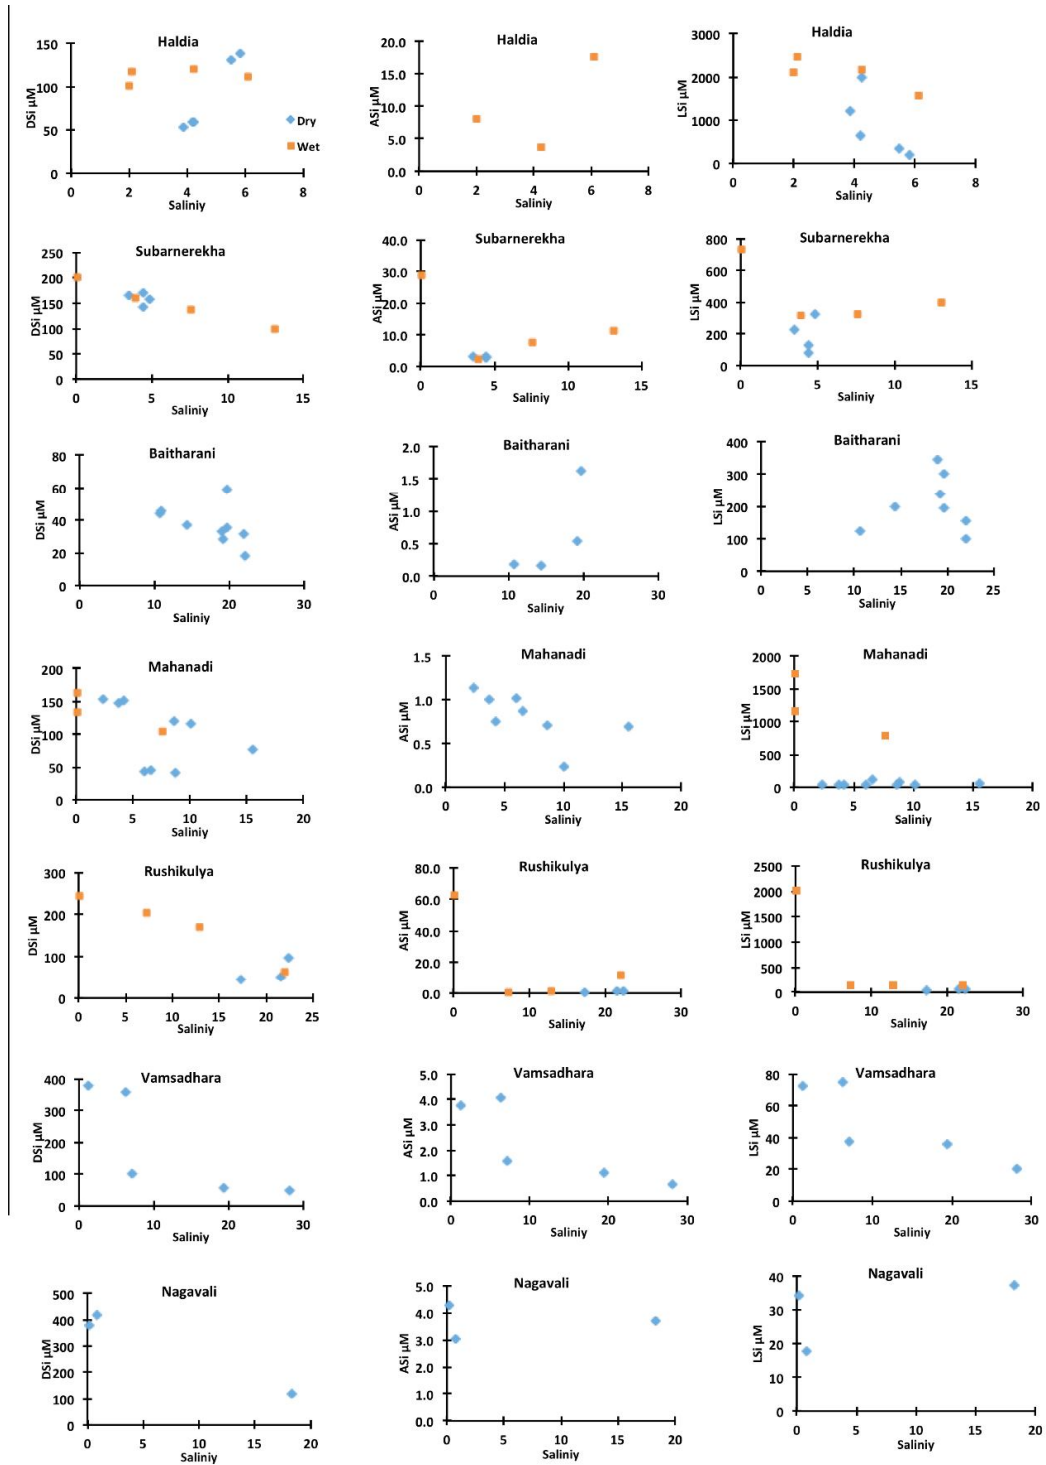 Haldia
DSi µM
150
100
50
0
0 2 4 6 8
Saliniy
Dry
Wet
Haldia
ASi µM
20.0
15.0
10.0
5.0
0.0
0 2 4 6 8
Saliniy
Haldia
LSi µM
3000
2000
1000
0
0 2 4 6 8
Saliniy
Subarnerekha
DSi µM
250
200
150
100
50
0
0 5 10 15
Saliniy
Subarnerekha
ASi µM
40.0
30.0
20.0
10.0
0.0
0 5 10 15
Saliniy
Subarnerekha
LSi µM
800
600
400
200
0
0 5 10 15
Saliniy
Baitharani
DSi µM
80
60
40
20
0
0 10 20 30
Saliniy
Baitharani
ASi µM
2.0
1.5
1.0
0.5
0.0
0 10 20 30
Saliniy
Baitharani
LSi µM
400
300
200
100
0
0 5 10 15 20 25
Saliniy
Mahanadi
DSi µM
200
150
100
50
0
0 5 10 15 20
Saliniy
Mahanadi
ASi µM
1.5
1.0
0.5
0.0
0 5 10 15 20
Saliniy
Mahanadi
LSi µM
2000
1500
1000
500
0
0 5 10 15 20
Saliniy
Rushikulya
DSi µM
300
200
100
0
0 5 10 15 20 25
Saliniy
Rushikulya
ASi µM
80.0
60.0
40.0
20.0
0.0
0 10 20 30
Saliniy
Rushikulya
LSi µM
2500
2000
1500
1000
500
0
0 10 20 30
Saliniy
Vamsadhara
DSi µM
400
300
200
100
0
0 10 20 30
Saliniy
Vamsadhara
ASi µM
5.0
4.0
3.0
2.0
1.0
0.0
0 10 20 30
Saliniy
Vamsadhara
LSi µM
80
60
40
20
0
0 10 20 30
Saliniy
Nagavali
DSi µM
500
400
300
200
100
0
0 5 10 15 20
Saliniy
Nagavali
ASi µM
5.0
4.0
3.0
2.0
1.0
0.0
0 5 10 15 20
Saliniy
Nagavali
LSi µM
40
30
20
10
0
0 5 10 15 20
Saliniy